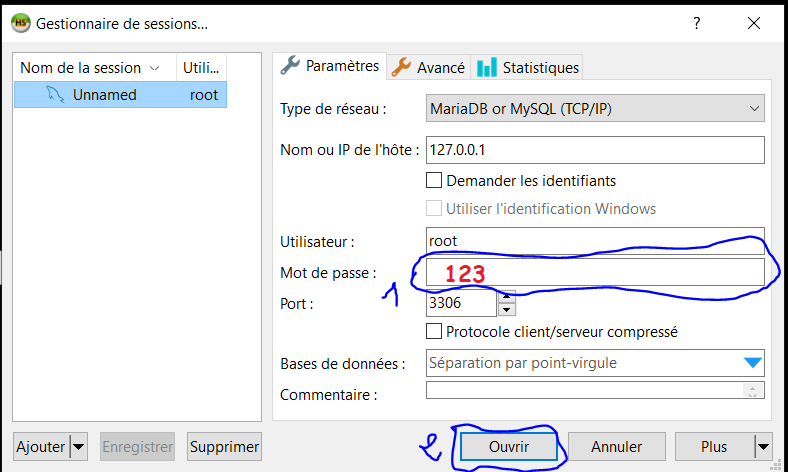 HS Gestionnaire de sessions...
? ×
Nom de la session Utili...
Unnamed root
Paramètres Avancé Statistiques
Type de réseau : MariaDB or MySQL (TCP/IP)
Nom ou IP de l'hôte : 127.0.0.1
Demander les identifiants
Utiliser l'identification Windows
Utilisateur : root
Mot de passe : 123
1
Port : 3306
Protocole client/serveur compressé
Bases de données : Séparation par point-virgule
Commentaire :
Ajouter Enregistrer Supprimer 2 Ouvrir Annuler Plus